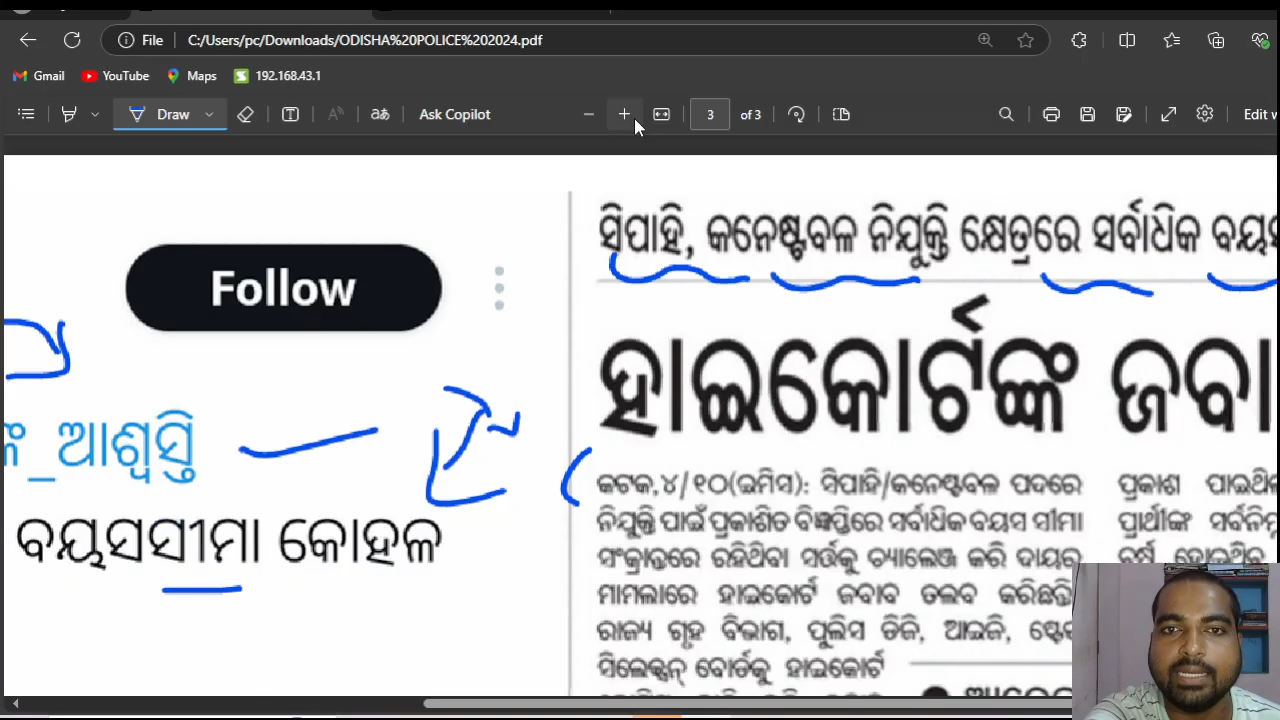 File C:/Users/pc/Downloads/ODISHA%20POLICE%202024.pdf
Gmail YouTube Maps 192.168.43.1
Draw Ask Copilot 3 of 3 Edit
Follow
ଆଶ୍ୱସ୍ତି
ବୟସସୀମା କୋହଳ
ସିପାହି, କନେଷ୍ଟବଳ ନିଯୁକ୍ତି କ୍ଷେତ୍ରରେ ସର୍ବାଧିକ
ହାଇକୋର୍ଟଙ୍କ
କଟକ,୪/୧୦(ଇମିସ): ସିପାହି/କନେଷ୍ଟବଳ ପଦରେ
ନିଯୁକ୍ତି ପାଇଁ ପ୍ରକାଶିତ ବିଜ୍ଞପ୍ତିରେ ସର୍ବାଧିକ ବୟସ ସୀମା
ସଂକ୍ରାନ୍ତରେ ରହିଥିବା ସର୍ତ୍ତକୁ ଚ୍ୟାଲେଞ୍ଜ କରି ଦାୟର
ମାମଲାରେ ହାଇକୋର୍ଟ ଜବାବ ତଲବ କରିଛନ୍ତି
ରାଜ୍ୟ ଗୃହ ବିଭାଗ, ପୁଲିସ ଡିଜି, ଆଇଜି,
ସିଲେକ୍ସନ୍ ବୋର୍ଡକୁ ହାଇକୋର୍ଟ
ପ୍ରକାଶ
ପ୍ରାର୍ଥୀଙ୍କ